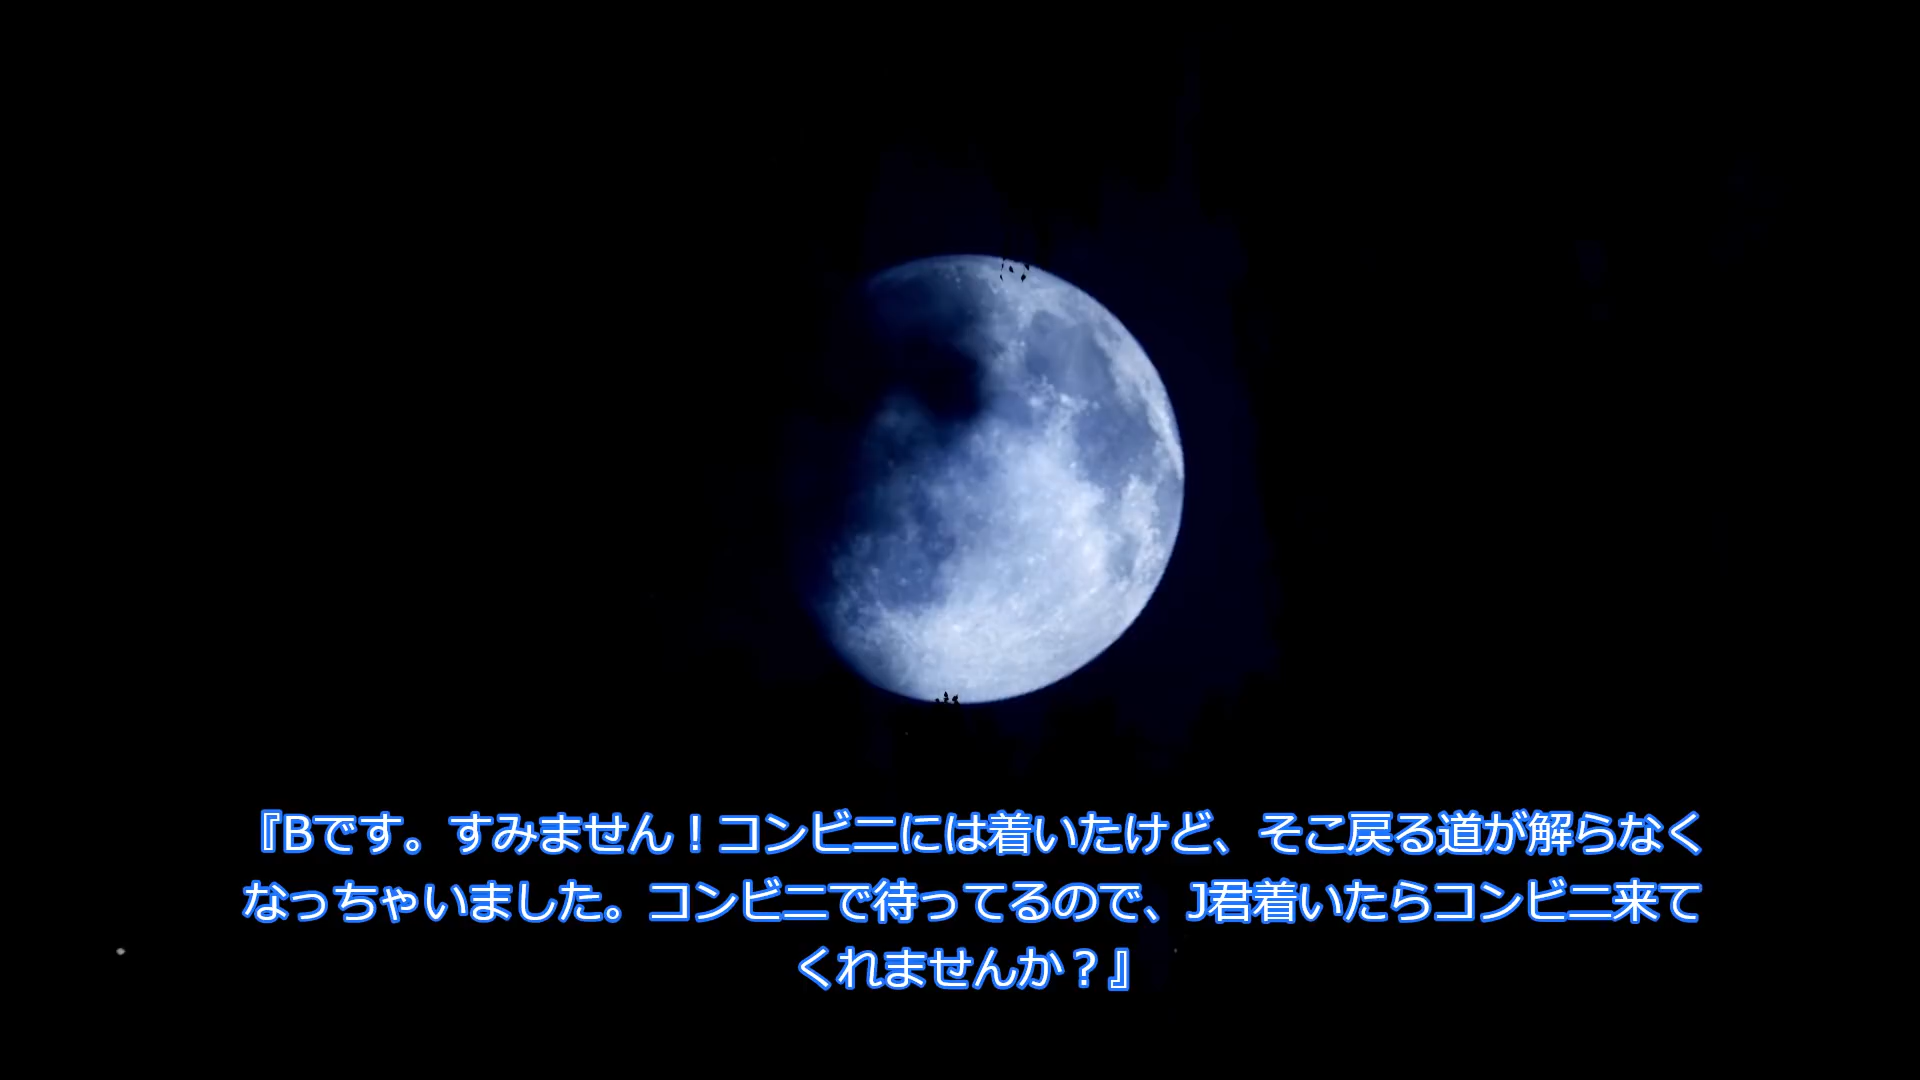 『Bです。すみません！コンビニには着いたけど、そこ戻る道が解らなく
なっちゃいました。コンビニで待ってるので、J君着いたらコンビニ来て
くれませんか？』